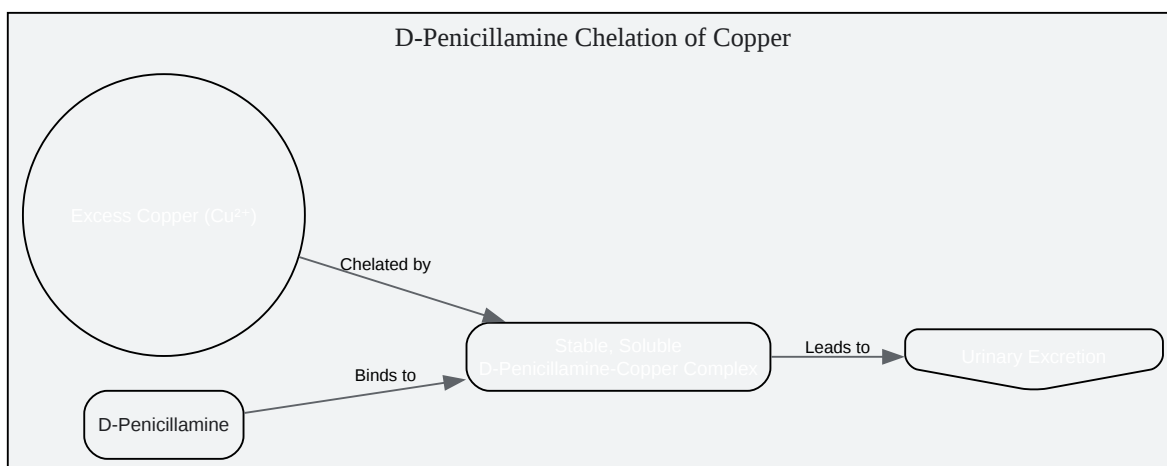 D-Penicillamine Chelation of Copper
Excess Copper (Cu²⁺)
Chelated by
Stable, Soluble
D-Penicillamine-Copper Complex
Leads to
Urinary Excretion
Binds to
D-Penicillamine